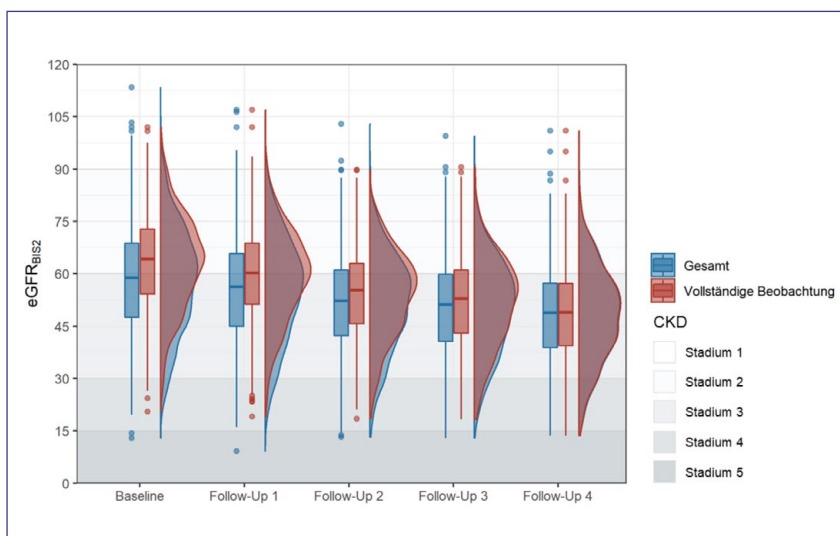 120
105
90
75
60
45
30
15
0
eGFRBIS2
Baseline
Follow-Up 1
Follow-Up 2
Follow-Up 3
Follow-Up 4
Gesamt
Vollständige Beobachtung
CKD
Stadium 1
Stadium 2
Stadium 3
Stadium 4
Stadium 5